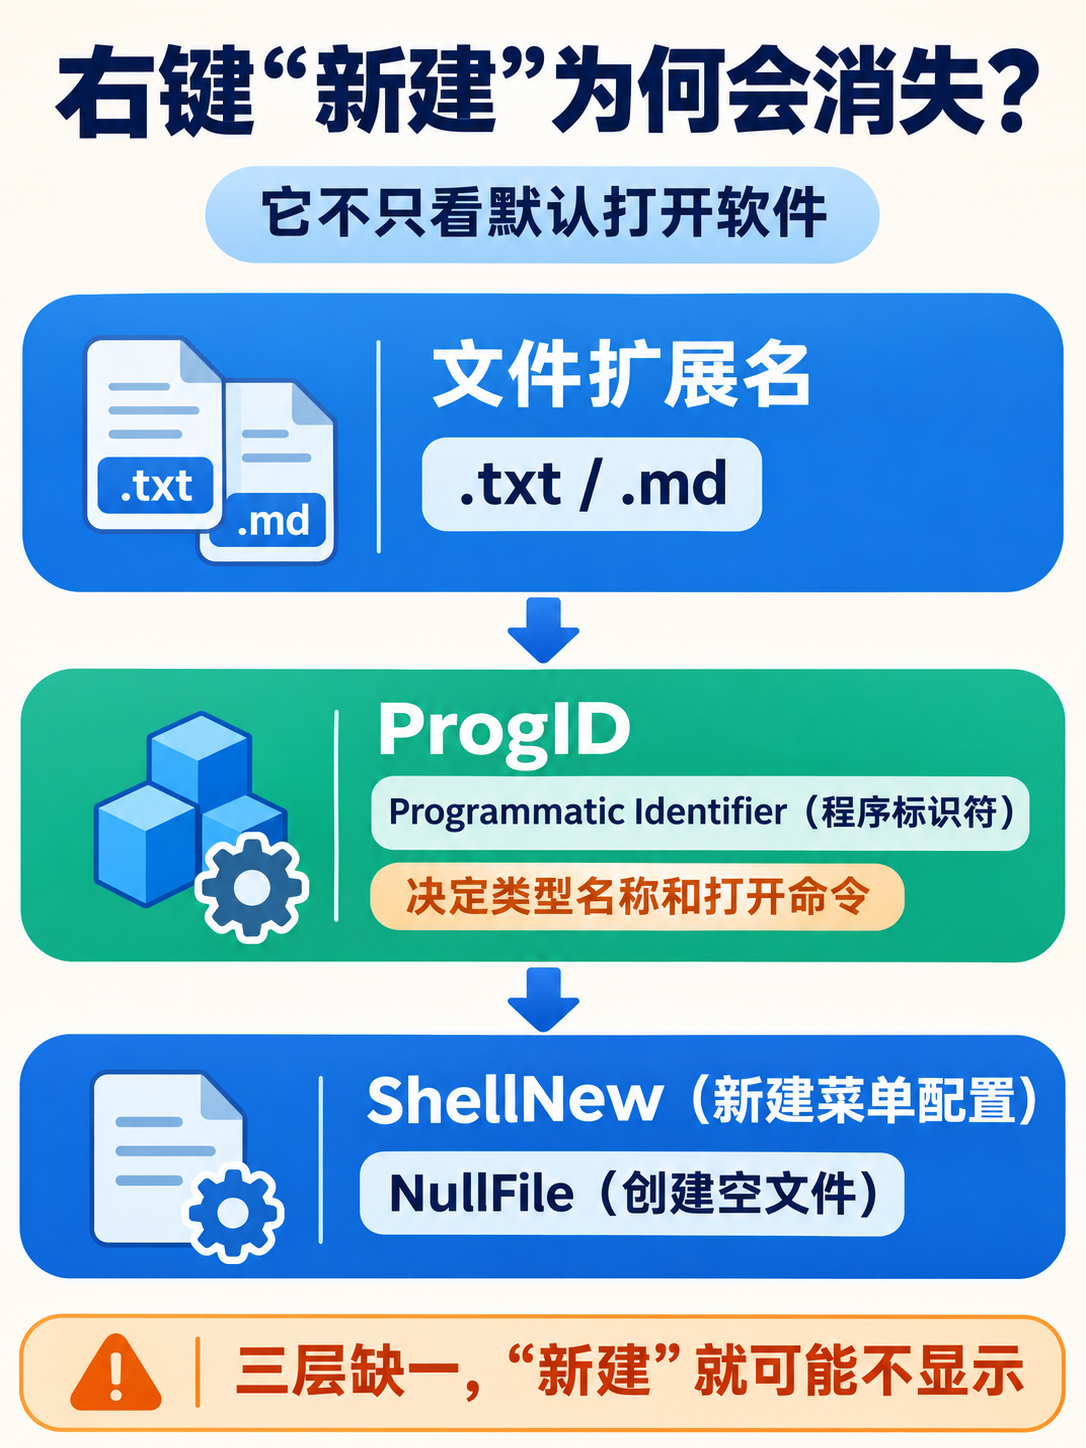 右键“新建”为何会消失？
它不只看默认打开软件
.txt
.md
文件扩展名
.txt / .md
ProgID
Programmatic Identifier（程序标识符）
决定类型名称和打开命令
ShellNew（新建菜单配置）
NullFile（创建空文件）
三层缺一，“新建”就可能不显示